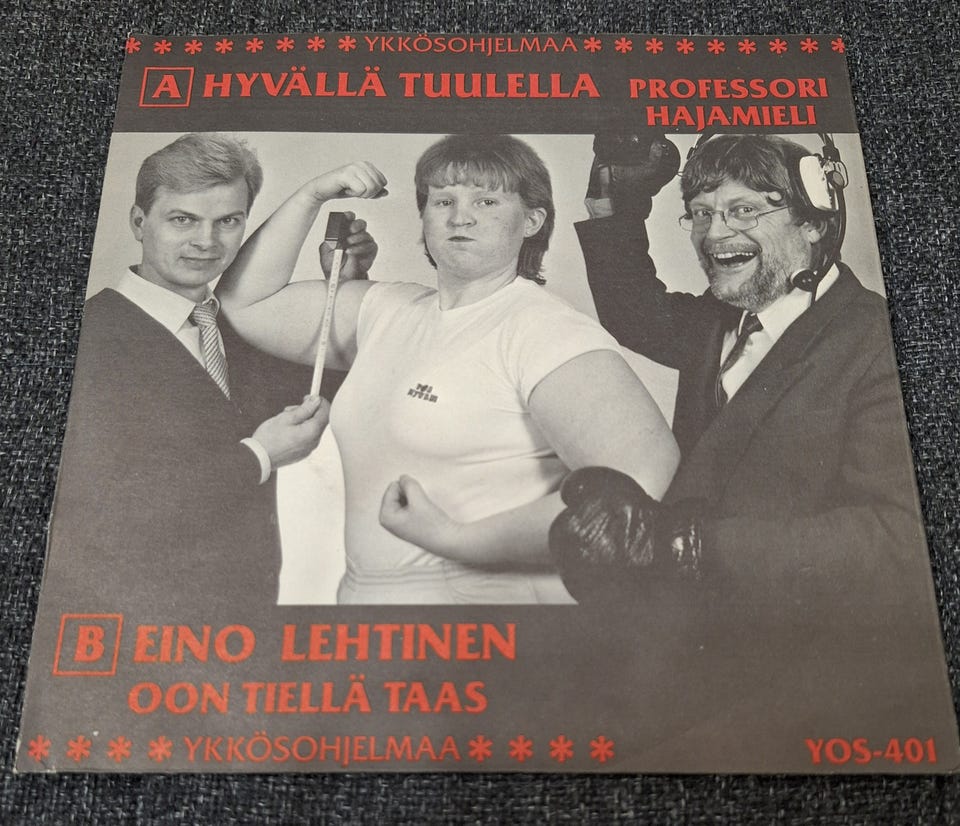 * * * * * * * * YKKÖSOHJELMAA * * * * * * * * *
A HYVÄLLÄ TUULELLA
PROFESSORI
HAJAMIELI
B EINO LEHTINEN
OON TIELLÄ TAAS
* * * * YKKÖSOHJELMAA * * * *
YOS-401